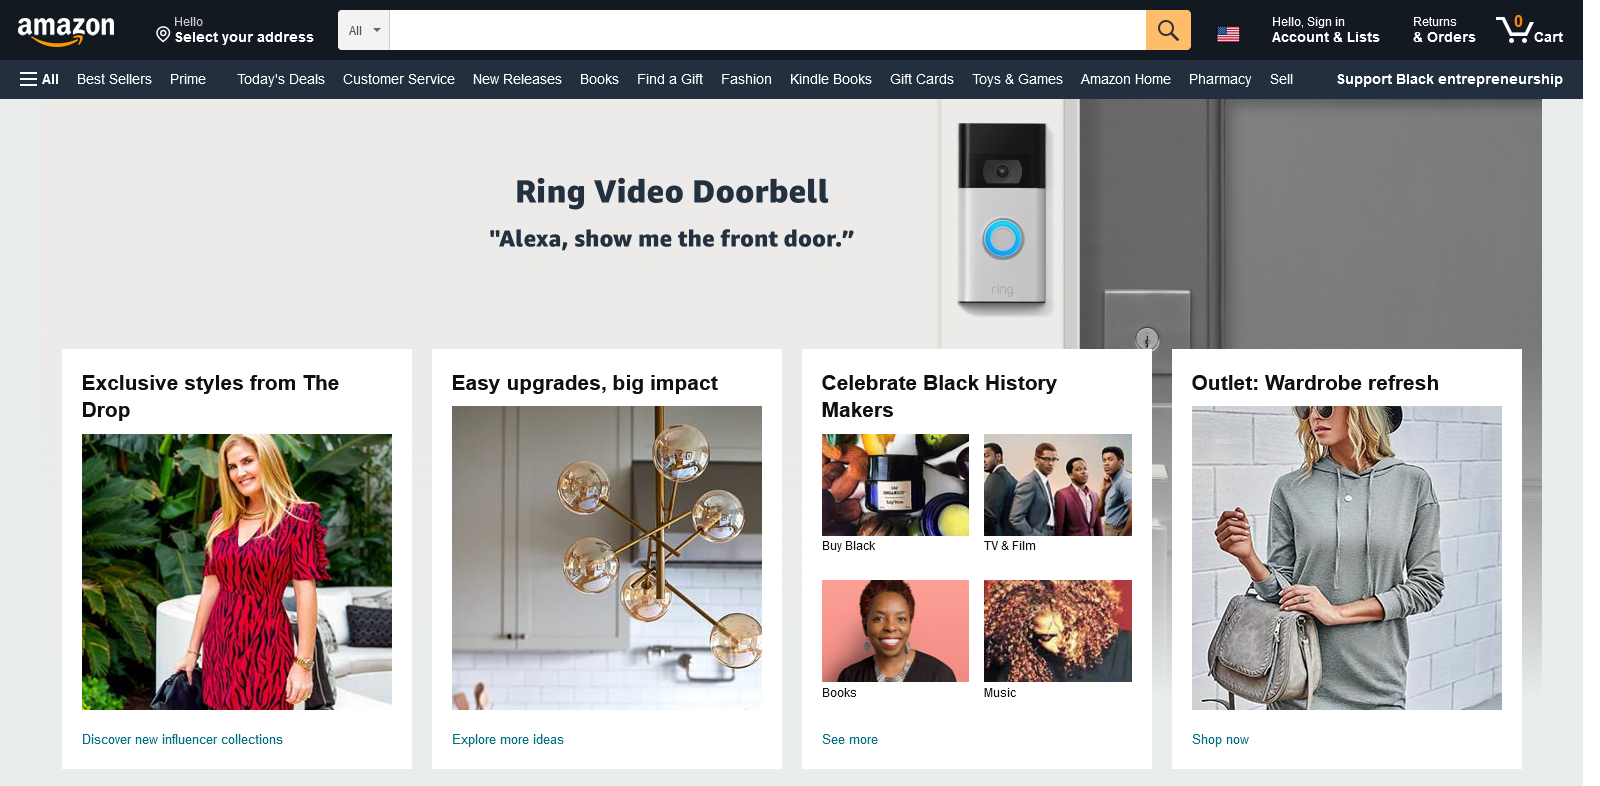 amazon
Hello
Select your address
All
Hello, Sign in
Account & Lists
Returns
& Orders
0
Cart
All
Best Sellers
Prime
Today's Deals
Customer Service
New Releases
Books
Find a Gift
Fashion
Kindle Books
Gift Cards
Toys & Games
Amazon Home
Pharmacy
Sell
Support Black entrepreneurship
Ring Video Doorbell
"Alexa, show me the front door.”
ring
Exclusive styles from The
Drop
Discover new influencer collections
Easy upgrades, big impact
Explore more ideas
Celebrate Black History
Makers
Buy Black
TV & Film
Books
Music
See more
Outlet: Wardrobe refresh
Shop now